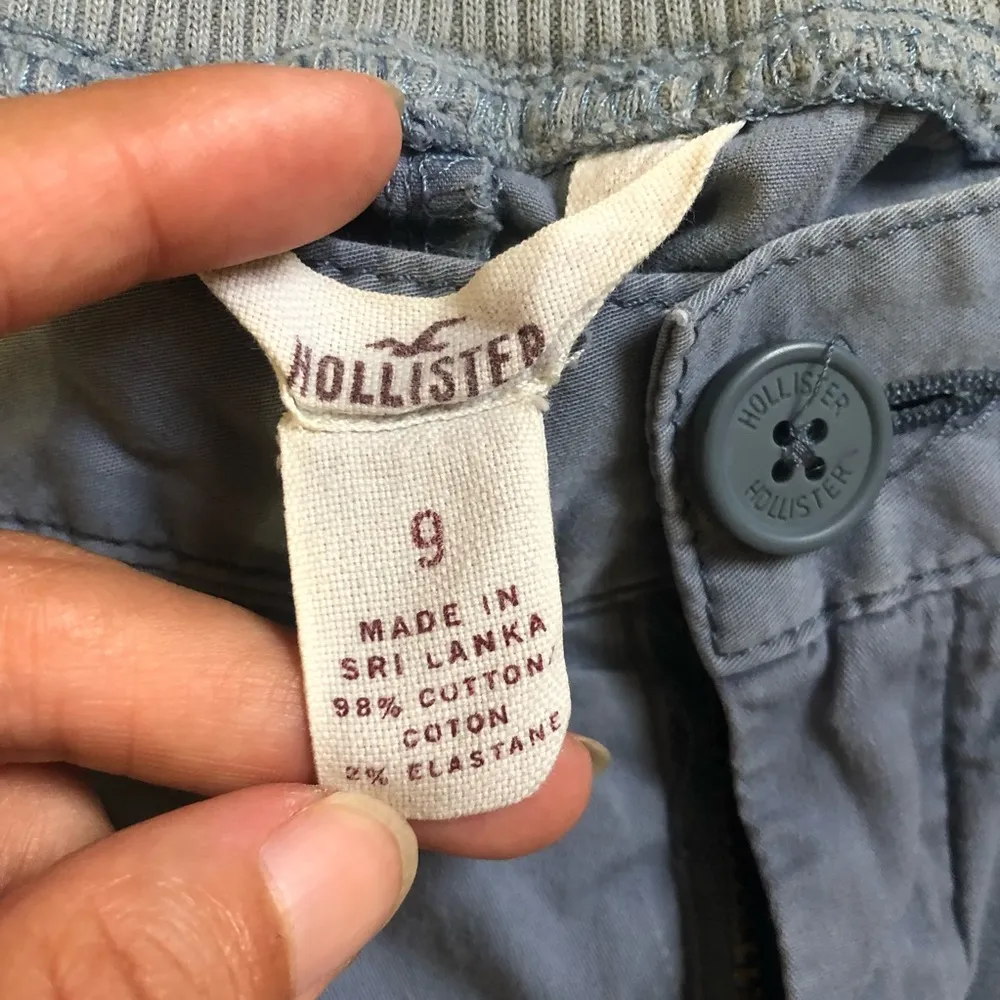 HOLLISTER
9
MADE IN
SRI LANKA
98% COTTON/
COTON
2% ELASTANE
HOLLISTER
HOLLISTER